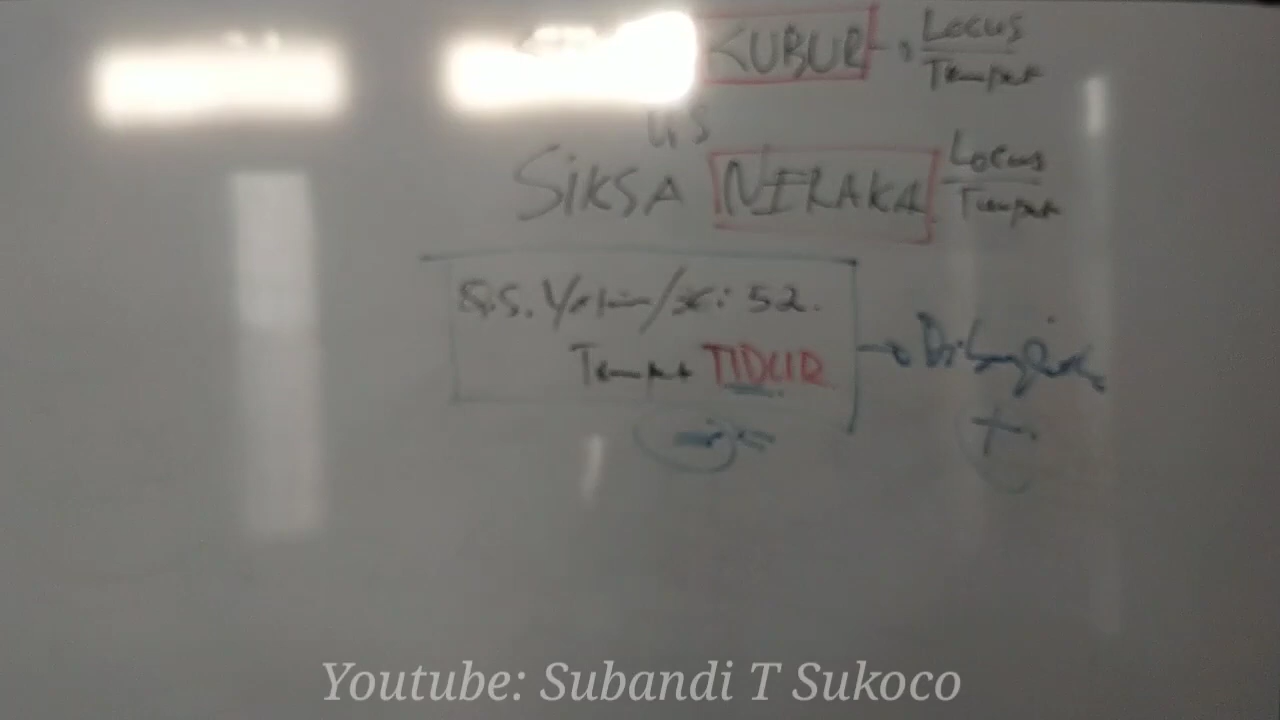 KUBUR → Locus
Tempat
vs
SiKSA NERAKA Locus
Tempat
Q.S. Yasin/36: 52.
Tempat TIDUR
+
Youtube: Subandi T Sukoco